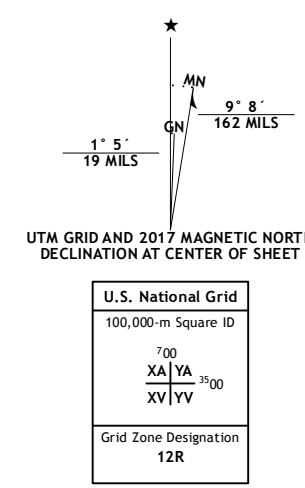 ★
MN
GN
9° 8´
162 MILS
1° 5´
19 MILS
UTM GRID AND 2017 MAGNETIC NORT
DECLINATION AT CENTER OF SHEET
U.S. National Grid
100,000-m Square ID
700
XA YA
3500
XV YV
Grid Zone Designation
12R